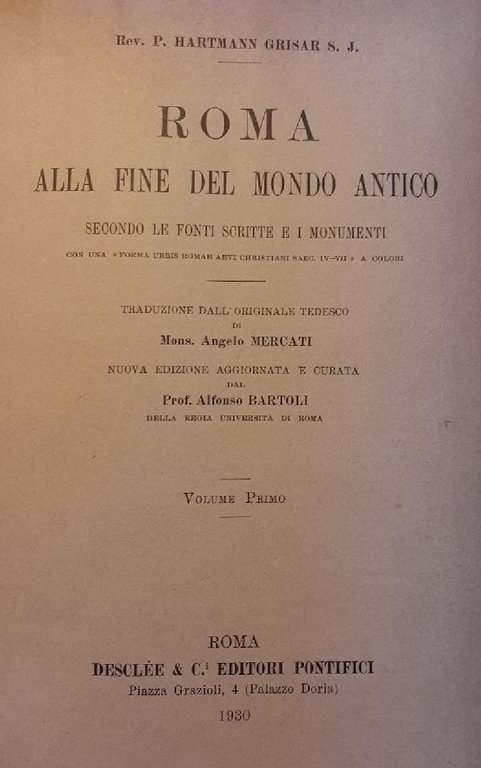 Rev. P. HARTMANN GRISAR S. J.
ROMA
ALLA FINE DEL MONDO ANTICO
SECONDO LE FONTI SCRITTE E I MONUMENTI
CON UNA « FORMA URBIS ROMAE AEVI CHRISTIANI SAEC. IV-VII » A COLORI
TRADUZIONE DALL'ORIGINALE TEDESCO
DI
Mons. Angelo MERCATI
NUOVA EDIZIONE AGGIORNATA E CURATA
DAL
Prof. Alfonso BARTOLI
DELLA REGIA UNIVERSITÀ DI ROMA
VOLUME PRIMO
ROMA
DESCLÉE & C.i EDITORI PONTIFICI
Piazza Grazioli, 4 (Palazzo Doria)
1930